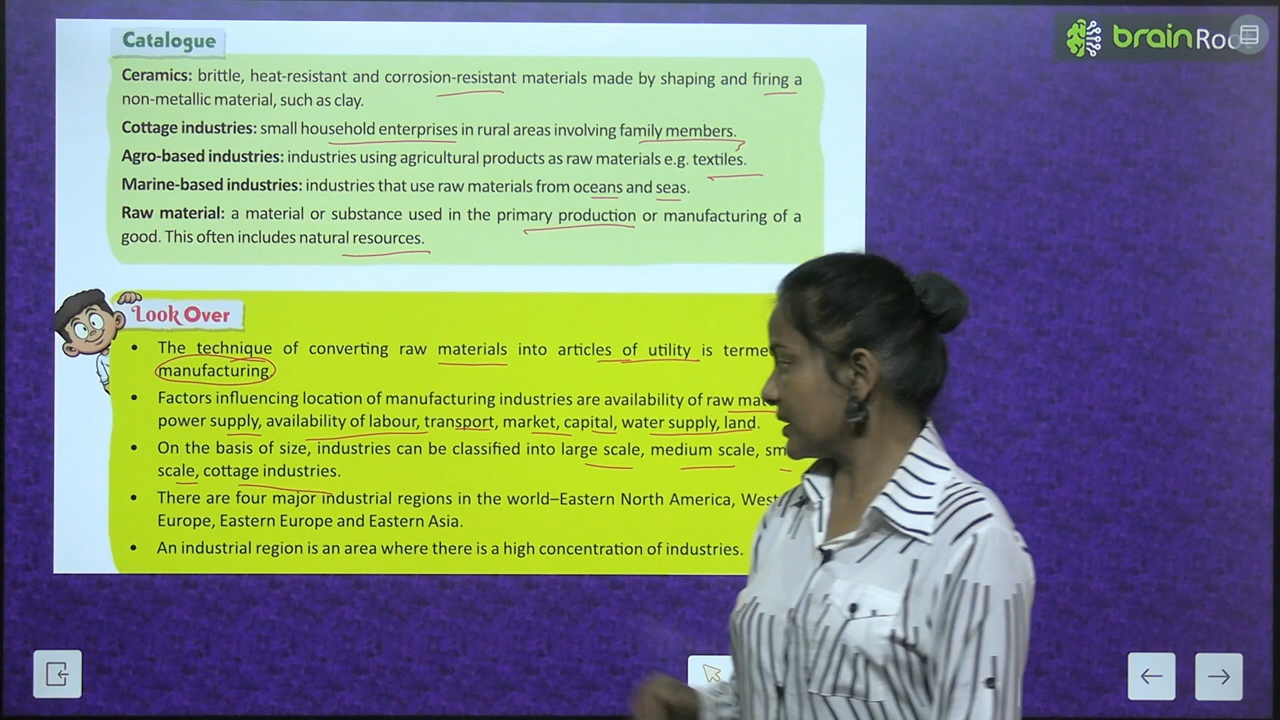 Catalogue
brainRoo
Ceramics: brittle, heat-resistant and corrosion-resistant materials made by shaping and firing a
non-metallic material, such as clay.
Cottage industries: small household enterprises in rural areas involving family members.
Agro-based industries: industries using agricultural products as raw materials e.g. textiles.
Marine-based industries: industries that use raw materials from oceans and seas.
Raw material: a material or substance used in the primary production or manufacturing of a
good. This often includes natural resources.
Look Over
• The technique of converting raw materials into articles of utility is terme
manufacturing.
• Factors influencing location of manufacturing industries are availability of raw mat
power supply, availability of labour, transport, market, capital, water supply, land.
• On the basis of size, industries can be classified into large scale, medium scale, sm
scale, cottage industries.
• There are four major industrial regions in the world–Eastern North America, West
Europe, Eastern Europe and Eastern Asia.
• An industrial region is an area where there is a high concentration of industries.